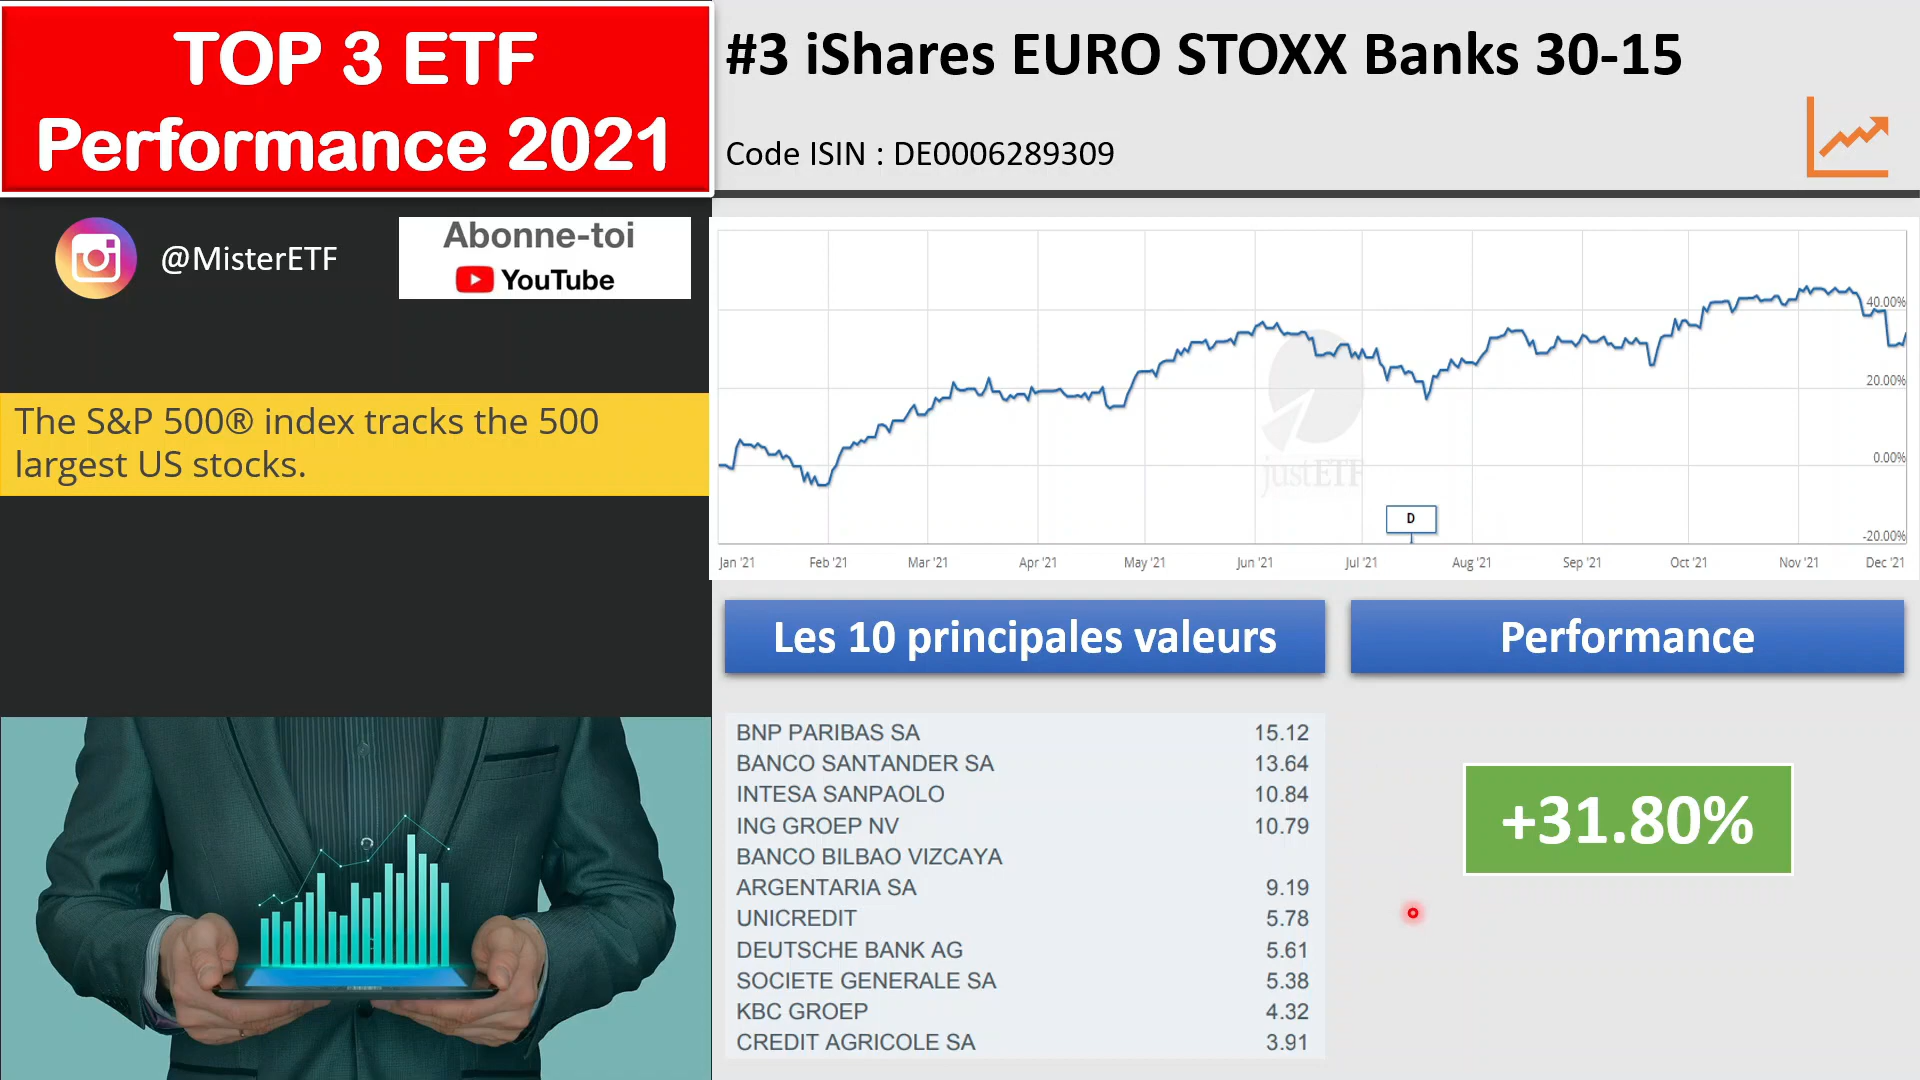 TOP 3 ETF
Performance 2021
#3 iShares EURO STOXX Banks 30-15
Code ISIN : DE0006289309
@MisterETF
Abonne-toi
YouTube
The S&P 500® index tracks the 500
largest US stocks.
40.00%
20.00%
0.00%
-20.00%
justETF
D
Jan '21 Feb '21 Mar '21 Apr '21 May '21 Jun '21 Jul '21 Aug '21 Sep '21 Oct '21 Nov '21 Dec '21
Les 10 principales valeurs
Performance
BNP PARIBAS SA 15.12
BANCO SANTANDER SA 13.64
INTESA SANPAOLO 10.84
ING GROEP NV 10.79
BANCO BILBAO VIZCAYA
ARGENTARIA SA 9.19
UNICREDIT 5.78
DEUTSCHE BANK AG 5.61
SOCIETE GENERALE SA 5.38
KBC GROEP 4.32
CREDIT AGRICOLE SA 3.91
+31.80%